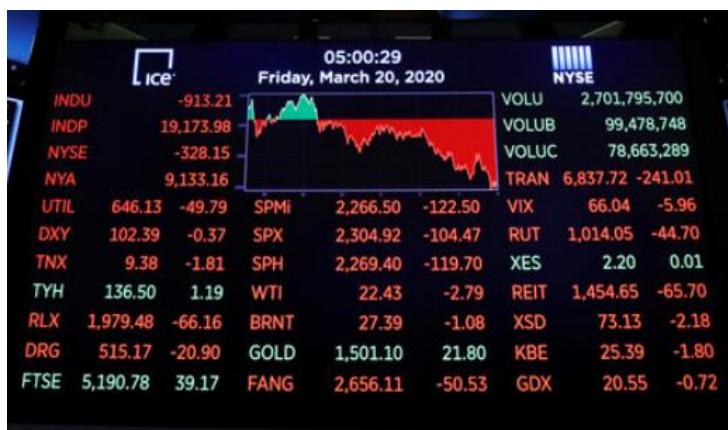 ice NYSE
05:00:29
Friday, March 20, 2020
INDU -913.21 VOLU 2,701,795,700
INDP 19,173.98 VOLUB 99,478,748
NYSE -328.15 VOLUC 78,663,289
NYA 9,133.16 TRAN 6,837.72 -241.01
UTIL 646.13 -49.79 SPMi 2,266.50 -122.50 VIX 66.04 -5.96
DXY 102.39 -0.37 SPX 2,304.92 -104.47 RUT 1,014.05 -44.70
TNX 9.38 -1.81 SPH 2,269.40 -119.70 XES 2.20 0.01
TYH 136.50 1.19 WTI 22.43 -2.79 REIT 1,454.65 -65.70
RLX 1,979.48 -66.16 BRNT 27.39 -1.08 XSD 73.13 -2.18
DRG 515.17 -20.90 GOLD 1,501.10 21.80 KBE 25.39 -1.80
FTSE 5,190.78 39.17 FANG 2,656.11 -50.53 GDX 20.55 -0.72